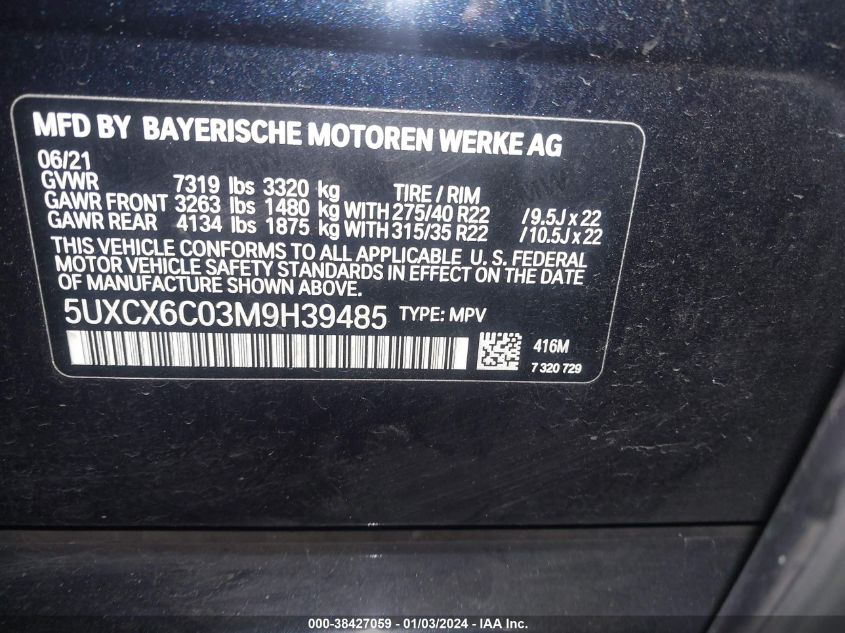 MFD BY BAYERISCHE MOTOREN WERKE AG
06/21
GVWR 7319 lbs 3320 kg TIRE / RIM
GAWR FRONT 3263 lbs 1480 kg WITH 275/40 R22 /9.5J x 22
GAWR REAR 4134 lbs 1875 kg WITH 315/35 R22 /10.5J x 22
THIS VEHICLE CONFORMS TO ALL APPLICABLE U. S. FEDERAL
MOTOR VEHICLE SAFETY STANDARDS IN EFFECT ON THE DATE
OF MANUFACTURE SHOWN ABOVE.
5UXCX6C03M9H39485 TYPE: MPV
416M
7 320 729
000-38427059 - 01/03/2024 - IAA Inc.